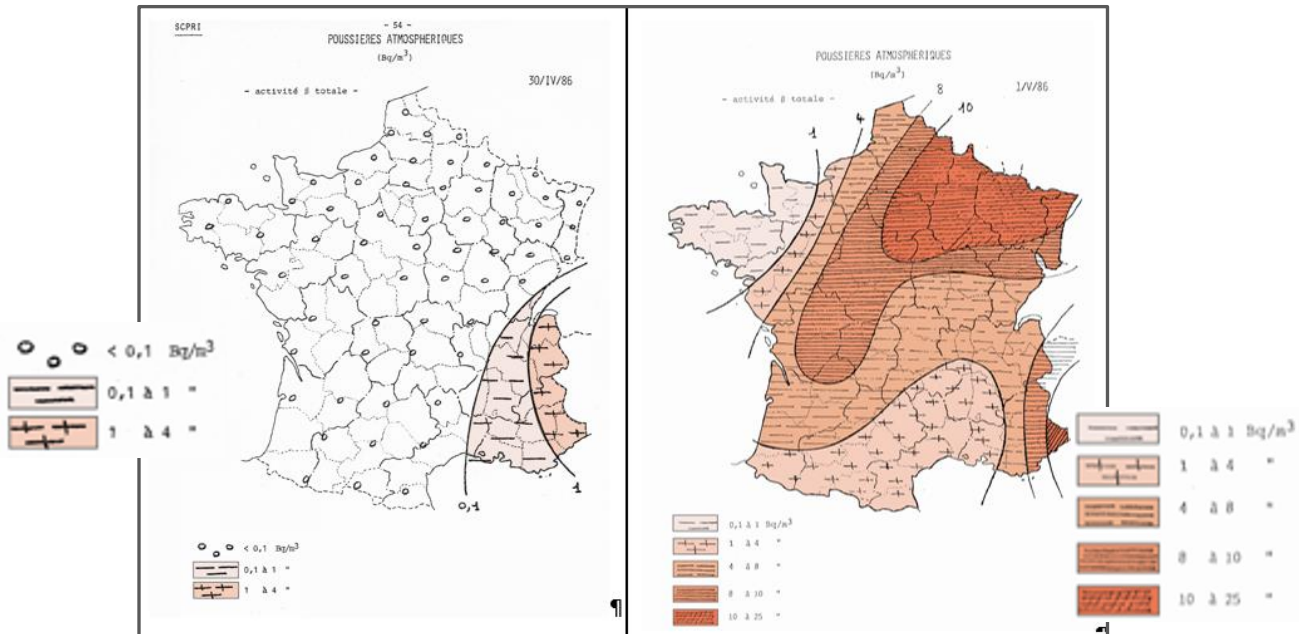 SCPRI
- 54 -
POUSSIERES ATMOSPHERIQUES
(Bq/m³)
30/IV/86
- activité β totale -
0,1
1
< 0,1 Bq/m³
0,1 à 1 "
1 à 4 "
< 0,1 Bq/m³
0,1 à 1 "
1 à 4 "
¶
POUSSIERES ATMOSPHERIQUES
(Bq/m³)
1/V/86
- activité β totale -
1
4
8
10
0,1 à 1 Bq/m³
1 à 4 "
4 à 8 "
8 à 10 "
10 à 25 "
0,1 à 1 Bq/m³
1 à 4 "
4 à 8 "
8 à 10 "
10 à 25 "
¶